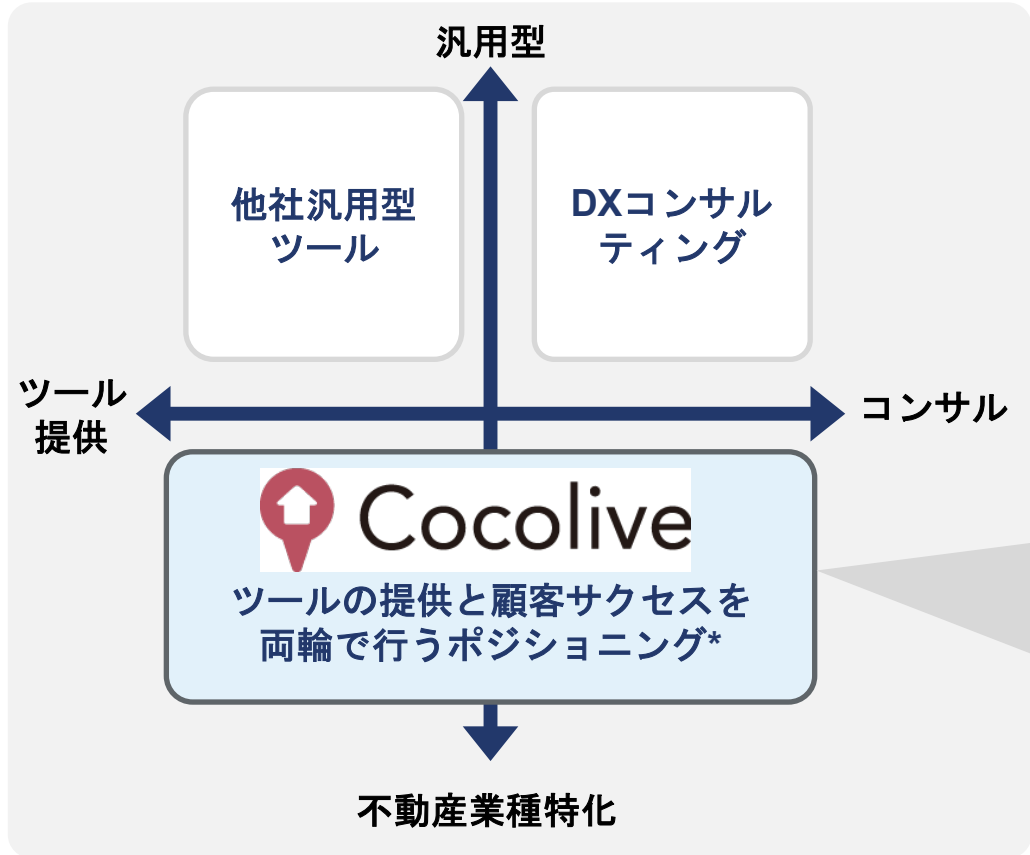 汎用型
他社汎用型
ツール
DXコンサル
ティング
ツール
提供
コンサル
Cocolive
ツールの提供と顧客サクセスを
両輪で行うポジショニング*
不動産業種特化